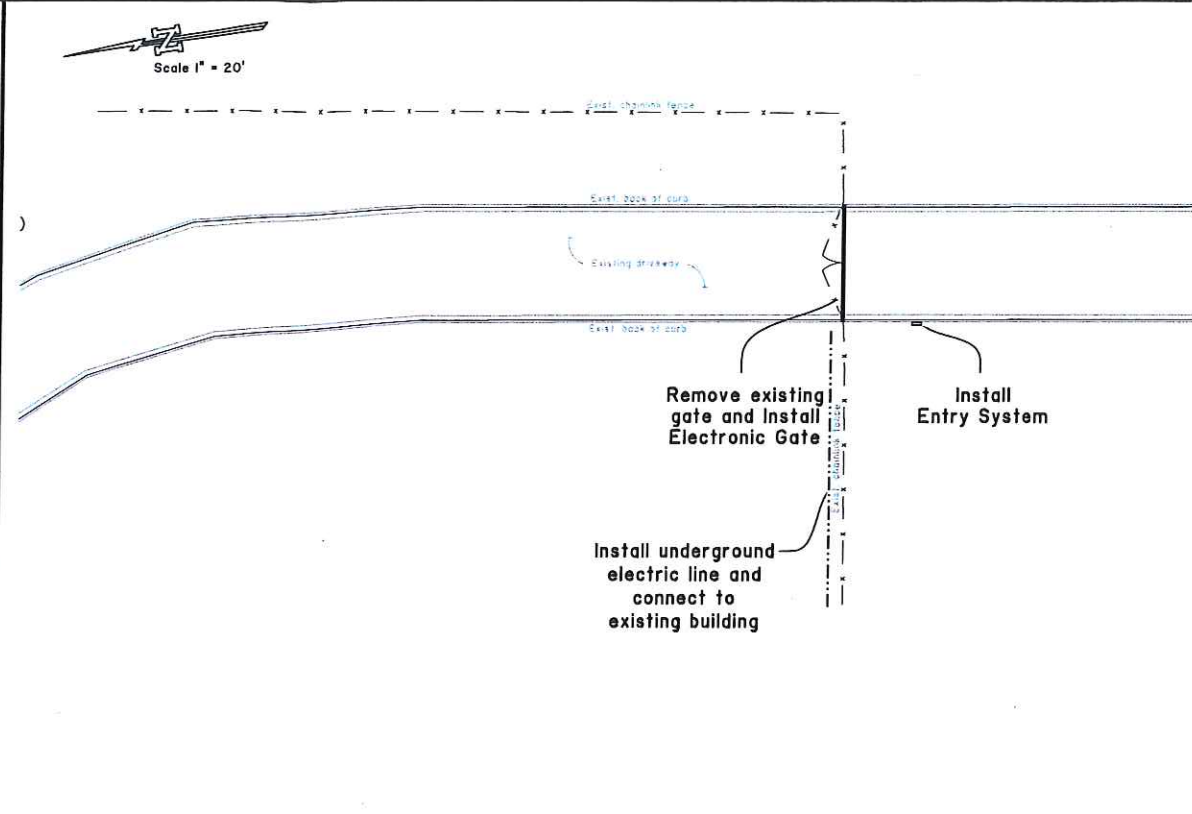 Z
Scale 1" = 20'
Exist. chainlink fence
Exist. back of curb
)
Existing driveway
Exist. back of curb
Remove existing
gate and Install
Electronic Gate
Install
Entry System
Exist. chainlink fence
Install underground
electric line and
connect to
existing building